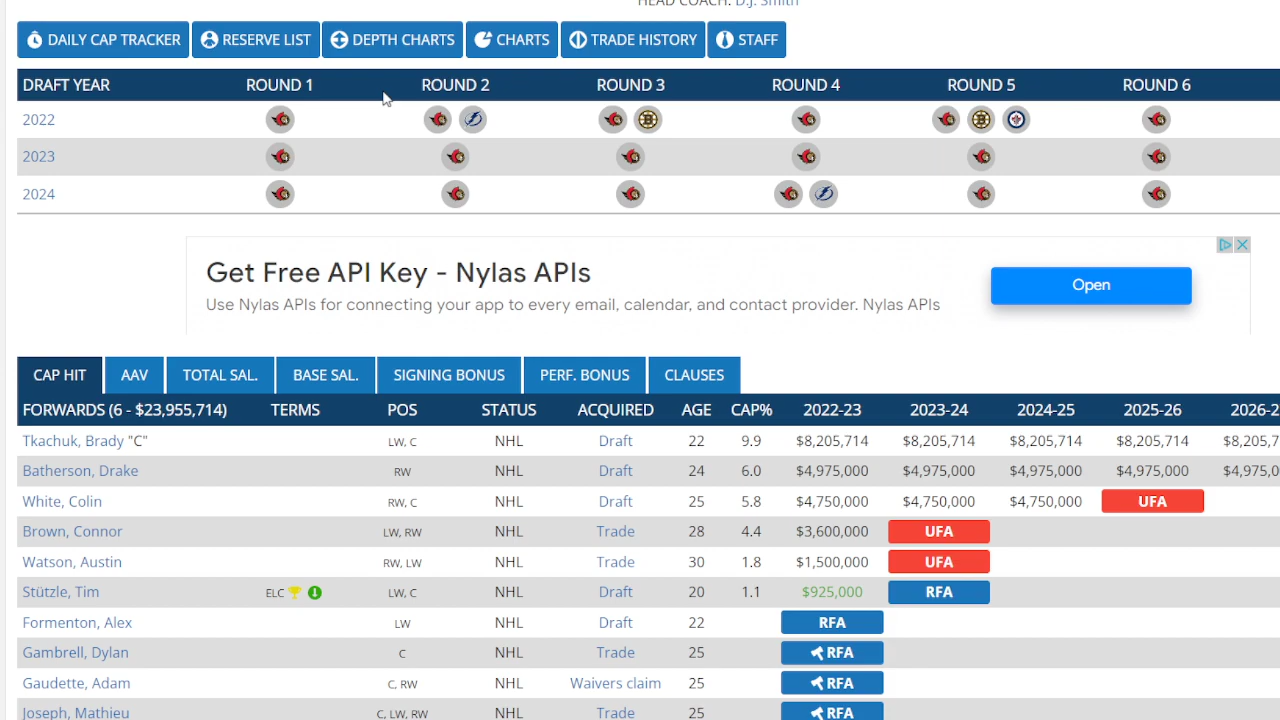 HEAD COACH: D.J. Smith
DAILY CAP TRACKER RESERVE LIST DEPTH CHARTS CHARTS TRADE HISTORY STAFF
DRAFT YEAR ROUND 1 ROUND 2 ROUND 3 ROUND 4 ROUND 5 ROUND 6
2022
2023
2024
Get Free API Key - Nylas APIs
Use Nylas APIs for connecting your app to every email, calendar, and contact provider. Nylas APIs
Open
CAP HIT AAV TOTAL SAL. BASE SAL. SIGNING BONUS PERF. BONUS CLAUSES
FORWARDS (6 - $23,955,714) TERMS POS STATUS ACQUIRED AGE CAP% 2022-23 2023-24 2024-25 2025-26 2026-2
Tkachuk, Brady "C" LW, C NHL Draft 22 9.9 $8,205,714 $8,205,714 $8,205,714 $8,205,714 $8,205,7
Batherson, Drake RW NHL Draft 24 6.0 $4,975,000 $4,975,000 $4,975,000 $4,975,000 $4,975,0
White, Colin RW, C NHL Draft 25 5.8 $4,750,000 $4,750,000 $4,750,000 UFA
Brown, Connor LW, RW NHL Trade 28 4.4 $3,600,000 UFA
Watson, Austin RW, LW NHL Trade 30 1.8 $1,500,000 UFA
Stützle, Tim ELC LW, C NHL Draft 20 1.1 $925,000 RFA
Formenton, Alex LW NHL Draft 22 RFA
Gambrell, Dylan C NHL Trade 25 RFA
Gaudette, Adam C, RW NHL Waivers claim 25 RFA
Joseph, Mathieu C, LW, RW NHL Trade 25 RFA